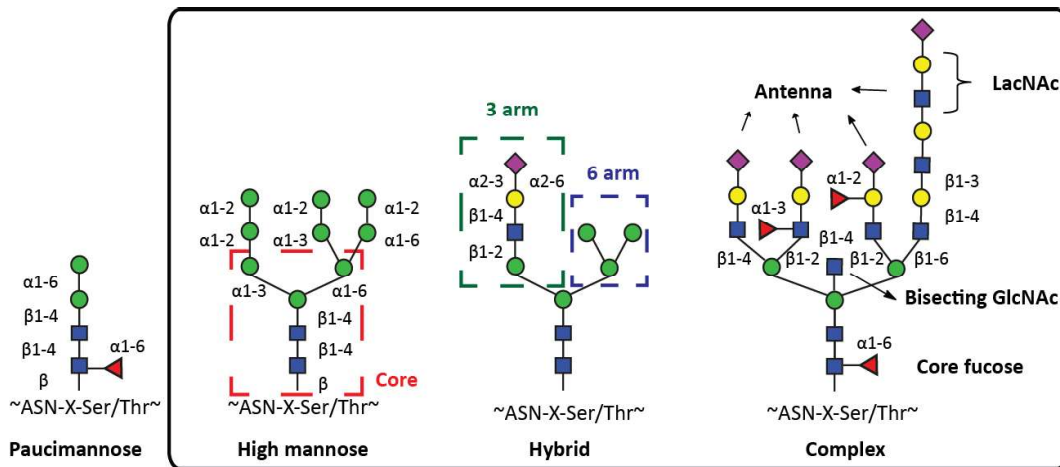 α1-6
β1-4
β1-4
α1-6
β
~ASN-X-Ser/Thr~
Paucimannose
α1-2
α1-2
α1-2
α1-2
α1-3
α1-6
α1-3
α1-6
β1-4
β1-4
β
Core
~ASN-X-Ser/Thr~
High mannose
3 arm
α2-3
α2-6
6 arm
β1-4
β1-2
~ASN-X-Ser/Thr~
Hybrid
Antenna
LacNAc
α1-2
α1-3
β1-3
β1-4
β1-4
β1-4
β1-2
β1-2
β1-6
Bisecting GlcNAc
α1-6
Core fucose
~ASN-X-Ser/Thr~
Complex